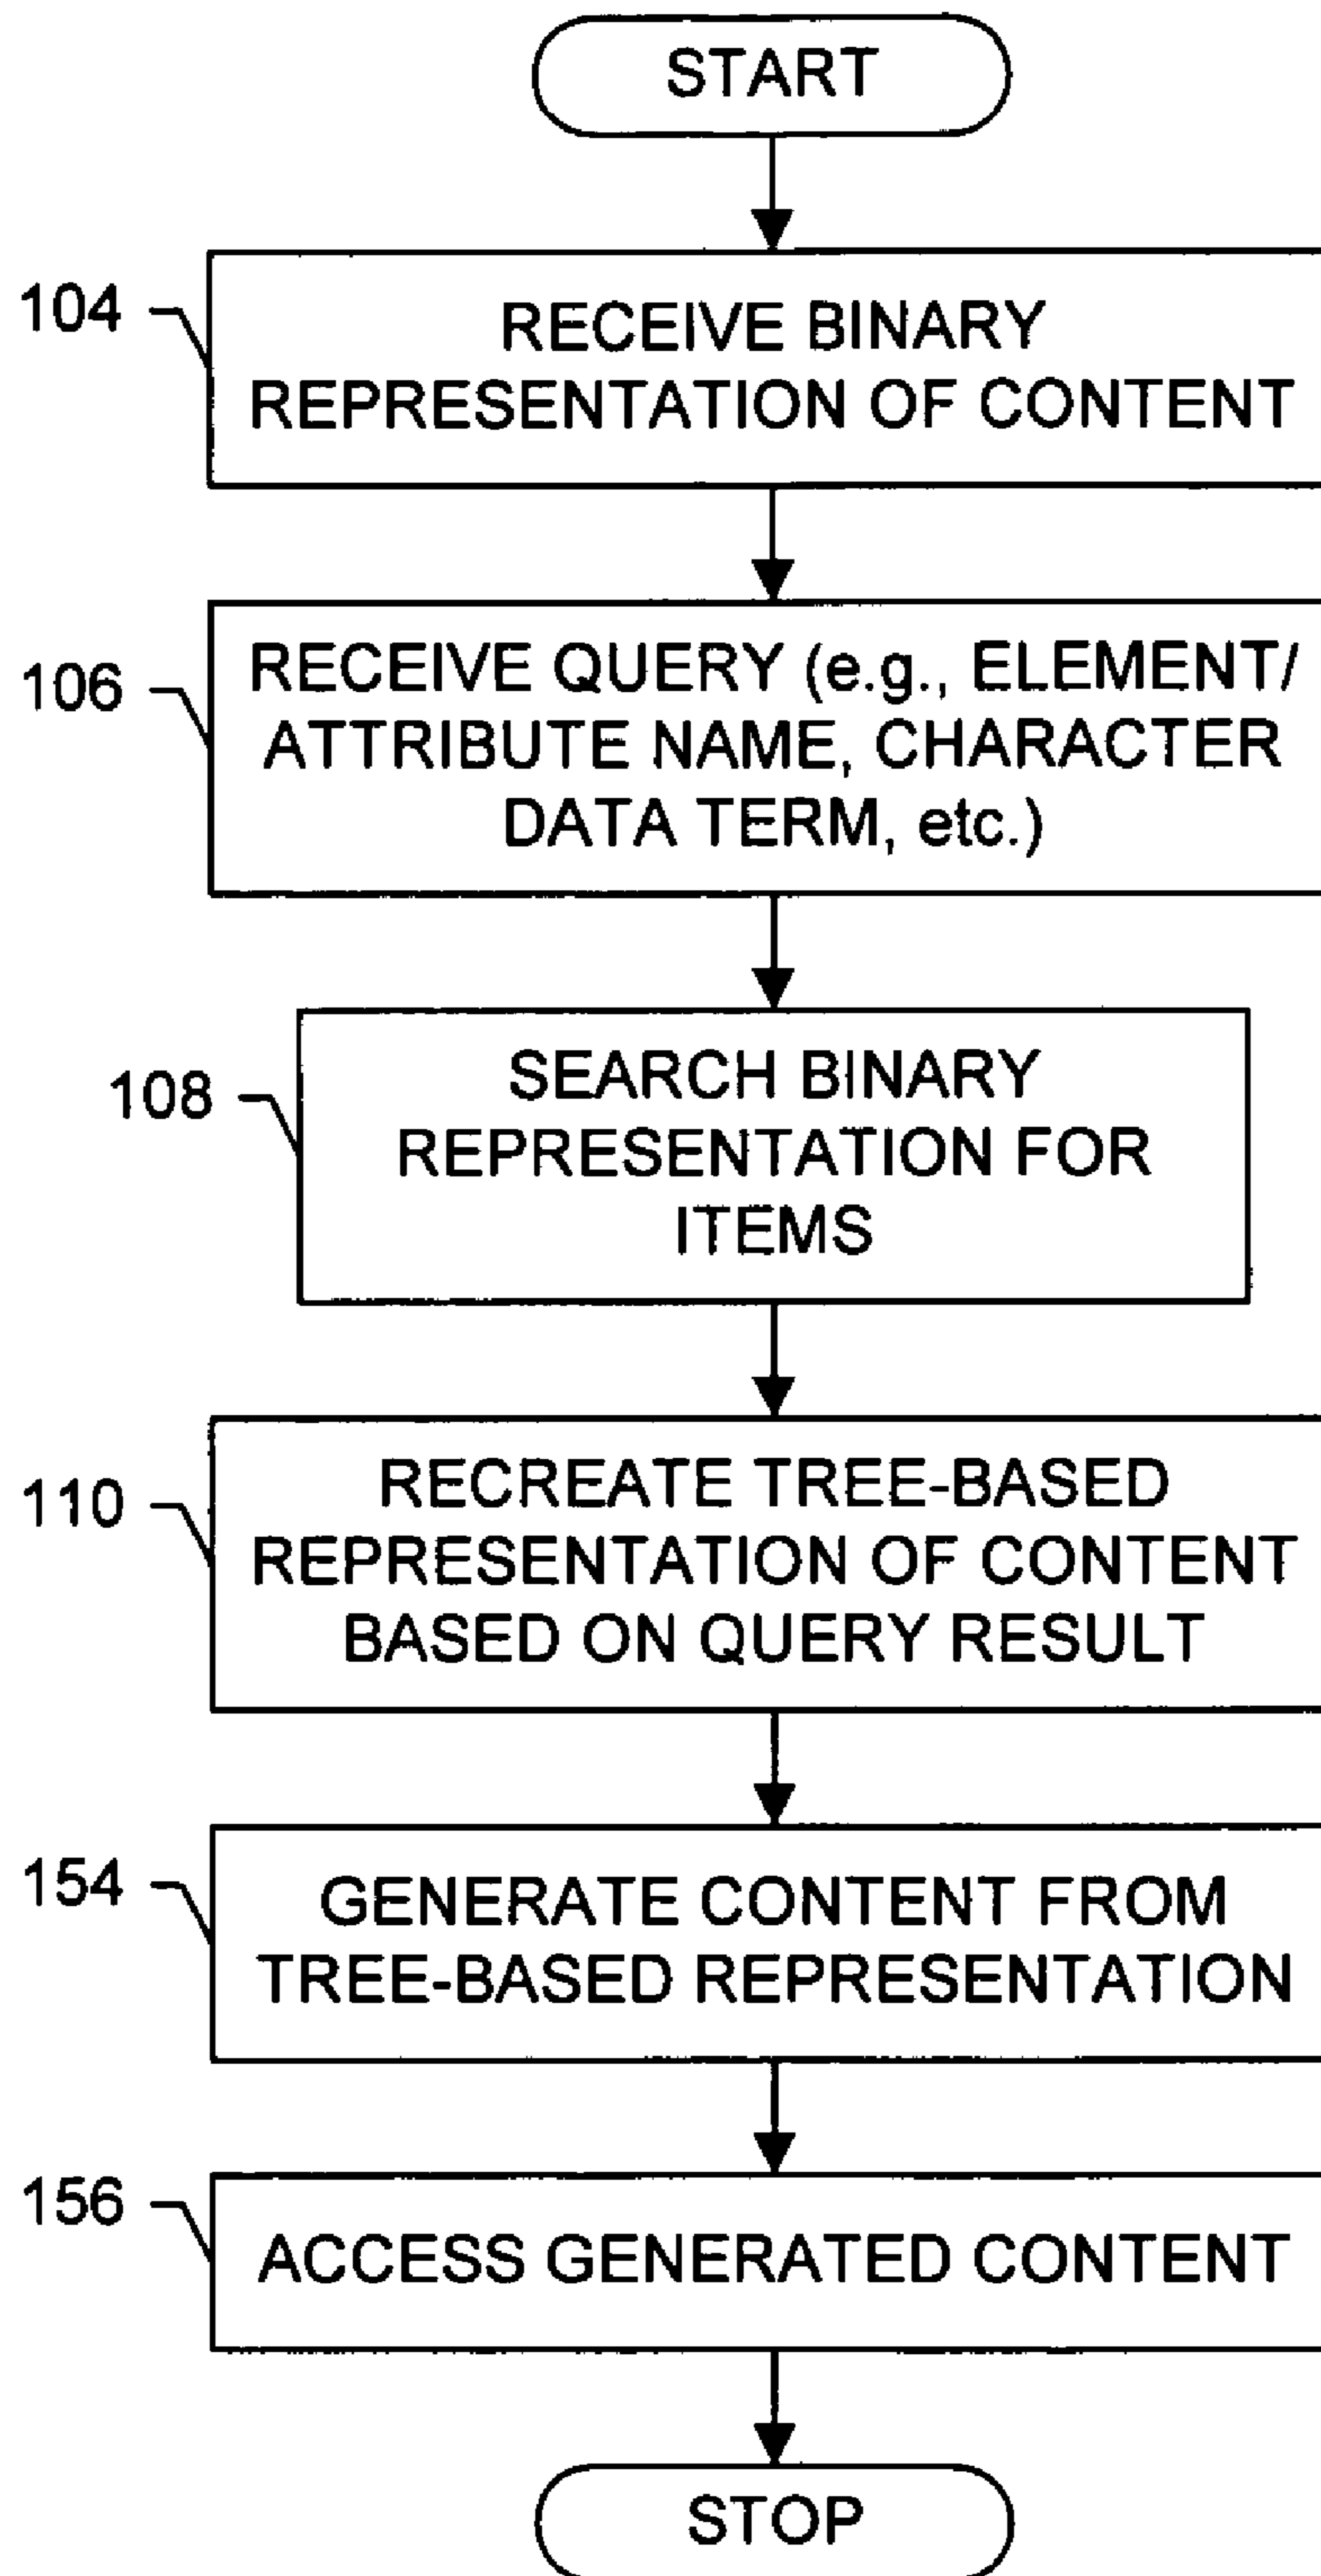 START
104
RECEIVE BINARY
REPRESENTATION OF CONTENT
106
RECEIVE QUERY (e.g., ELEMENT/
ATTRIBUTE NAME, CHARACTER
DATA TERM, etc.)
108
SEARCH BINARY
REPRESENTATION FOR
ITEMS
110
RECREATE TREE-BASED
REPRESENTATION OF CONTENT
BASED ON QUERY RESULT
154
GENERATE CONTENT FROM
TREE-BASED REPRESENTATION
156
ACCESS GENERATED CONTENT
STOP